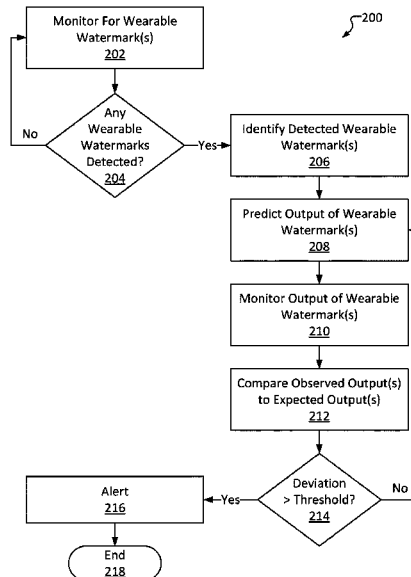 200
Monitor For Wearable
Watermark(s)
202
Any
Wearable
Watermarks
Detected?
204
No
Yes
Identify Detected Wearable
Watermark(s)
206
Predict Output of Wearable
Watermark(s)
208
Monitor Output of Wearable
Watermark(s)
210
Compare Observed Output(s)
to Expected Output(s)
212
Deviation
> Threshold?
214
No
Yes
Alert
216
End
218